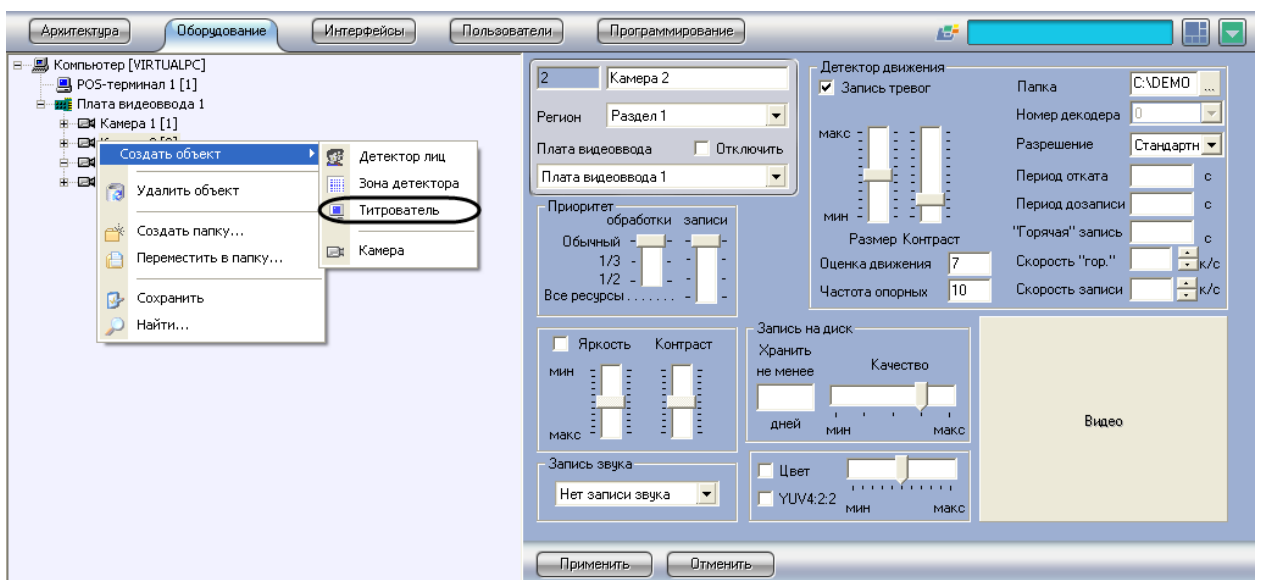 Архитектура
Оборудование
Интерфейсы
Пользователи
Программирование
Компьютер [VIRTUALPC]
POS-терминал 1 [1]
Плата видеоввода 1
Камера 1 [1]
Создать объект
Удалить объект
Создать папку...
Переместить в папку...
Сохранить
Найти...
Детектор лиц
Зона детектора
Титрователь
Камера
2
Камера 2
Регион
Раздел 1
Плата видеоввода
Отключить
Плата видеоввода 1
Приоритет
обработки записи
Обычный
1/3
1/2
Все ресурсы.......
Яркость Контраст
мин
макс
Запись звука
Нет записи звука
Детектор движения
Запись тревог
макс
мин
Размер Контраст
Оценка движения 7
Частота опорных 10
Папка C:\DEMO ...
Номер декодера 0
Разрешение Стандартн
Период отката с
Период дозаписи с
"Горячая" запись с
Скорость "гор." к/с
Скорость записи к/с
Запись на диск
Хранить
не менее
дней
Качество
мин макс
Цвет
YUV4:2:2
мин макс
Видео
Применить
Отменить